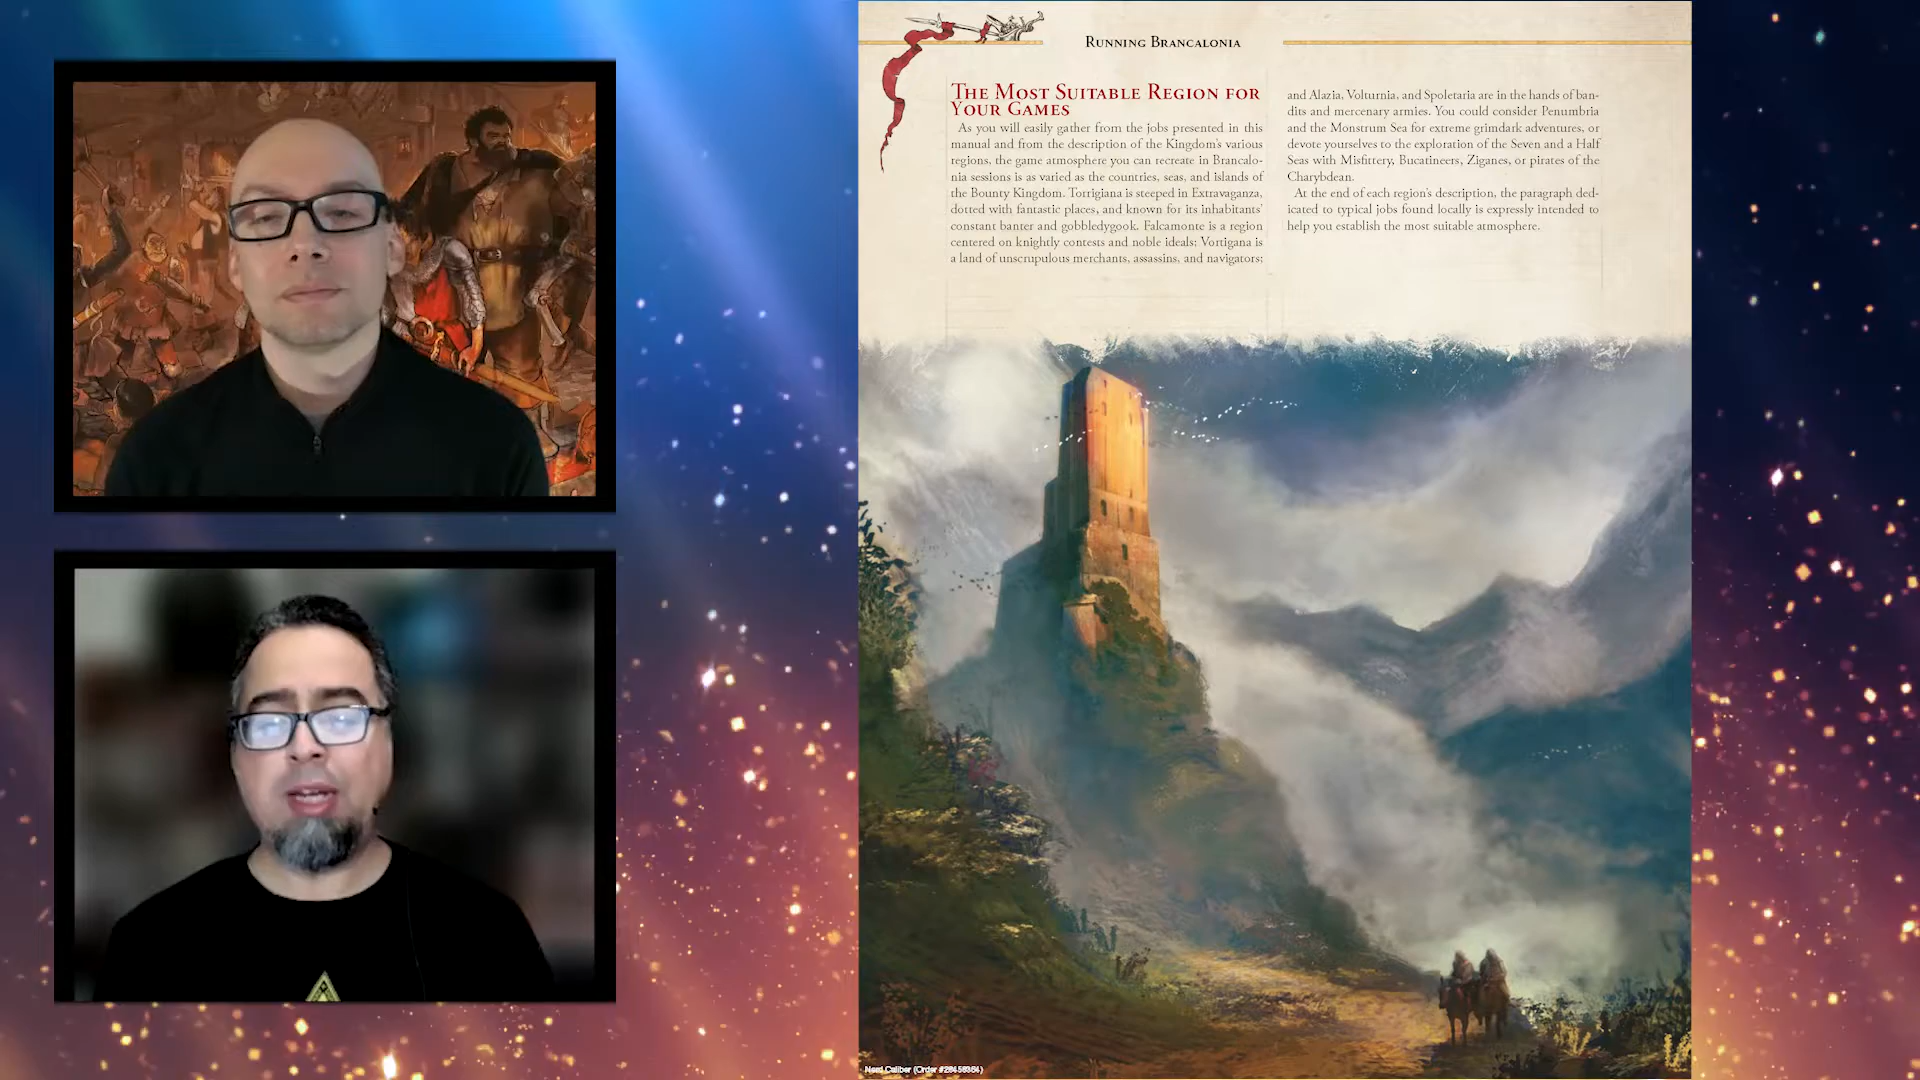 Running Brancalonia
The Most Suitable Region for
Your Games
As you will easily gather from the jobs presented in this
manual and from the description of the Kingdom's various
regions, the game atmosphere you can recreate in Brancalo-
nia sessions is as varied as the countries, seas, and islands of
the Bounty Kingdom. Torrigiana is steeped in Extravaganza,
dotted with fantastic places, and known for its inhabitants'
constant banter and gobbledygook. Falcamonte is a region
centered on knightly contests and noble ideals; Vortigana is
a land of unscrupulous merchants, assassins, and navigators;
and Alazia, Volturnia, and Spoletaria are in the hands of ban-
dits and mercenary armies. You could consider Penumbria
and the Monstrum Sea for extreme grimdark adventures, or
devote yourselves to the exploration of the Seven and a Half
Seas with Misfittery, Bucatineers, Ziganes, or pirates of the
Charybdean.
At the end of each region's description, the paragraph ded-
icated to typical jobs found locally is expressly intended to
help you establish the most suitable atmosphere.
Caliber (Order #28458364)